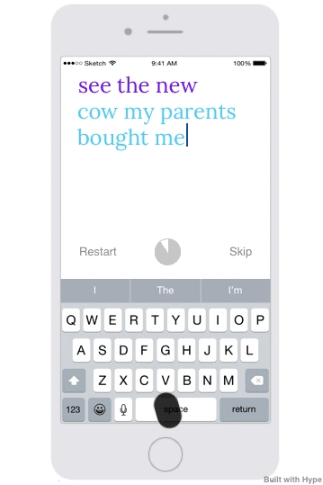 Sketch 9:41 AM 100%
see the new
cow my parents
bought me
Restart Skip
I The I'm
Q W E R T Y U I O P
A S D F G H J K L
Z X C V B N M
123 space return
Built with Hype